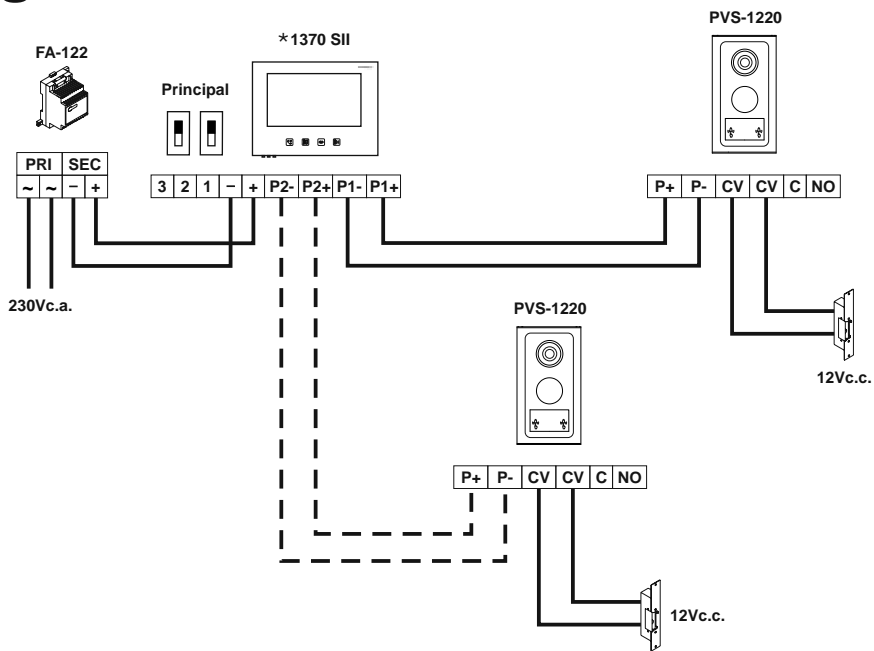 PVS-1220
*1370 SII
FA-122
Principal
PRI SEC
~ ~ – +
3 2 1 – + P2- P2+ P1- P1+
P+ P- CV CV C NO
230Vc.a.
PVS-1220
12Vc.c.
P+ P- CV CV C NO
12Vc.c.